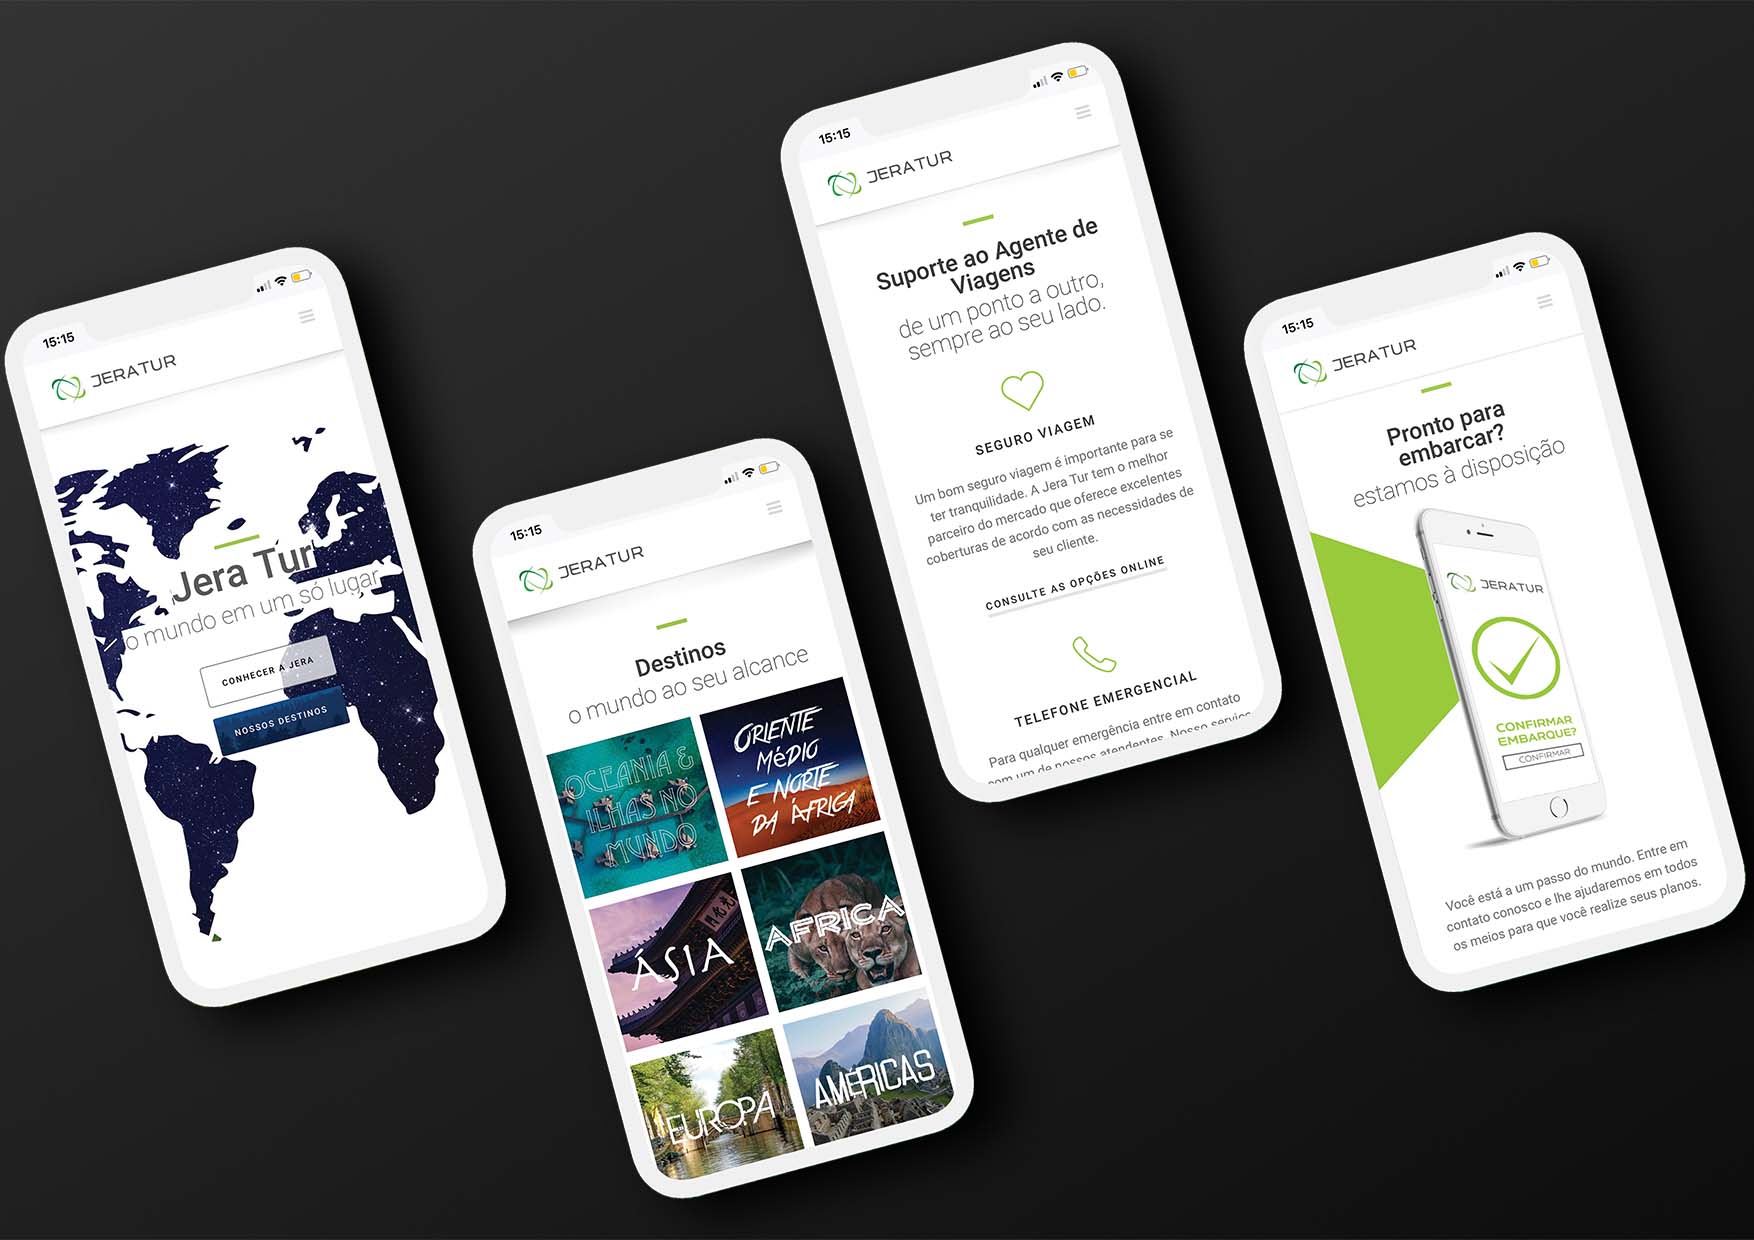 15:15
JERATUR
Jera Tur
o mundo em um só lugar
CONHECER A JERA
NOSSOS DESTINOS
15:15
JERATUR
Destinos
o mundo ao seu alcance
OCEANIA &
ILHAS NO
MUNDO
ORIENTE
MÉDIO
E NORTE
DA ÁFRICA
ÁSIA
AFRICA
EUROPA
AMÉRICAS
15:15
JERATUR
Suporte ao Agente de
Viagens
de um ponto a outro,
sempre ao seu lado.
SEGURO VIAGEM
Um bom seguro viagem é importante para se
ter tranquilidade. A Jera Tur tem o melhor
parceiro do mercado que oferece excelentes
coberturas de acordo com as necessidades de
seu cliente.
CONSULTE AS OPÇÕES ONLINE
TELEFONE EMERGENCIAL
Para qualquer emergência entre em contato
com um de nossos atendentes. Nosso serviço
15:15
JERATUR
Pronto para
embarcar?
estamos à disposição
JERATUR
CONFIRMAR
EMBARQUE?
CONFIRMAR
Você está a um passo do mundo. Entre em
contato conosco e lhe ajudaremos em todos
os meios para que você realize seus planos.